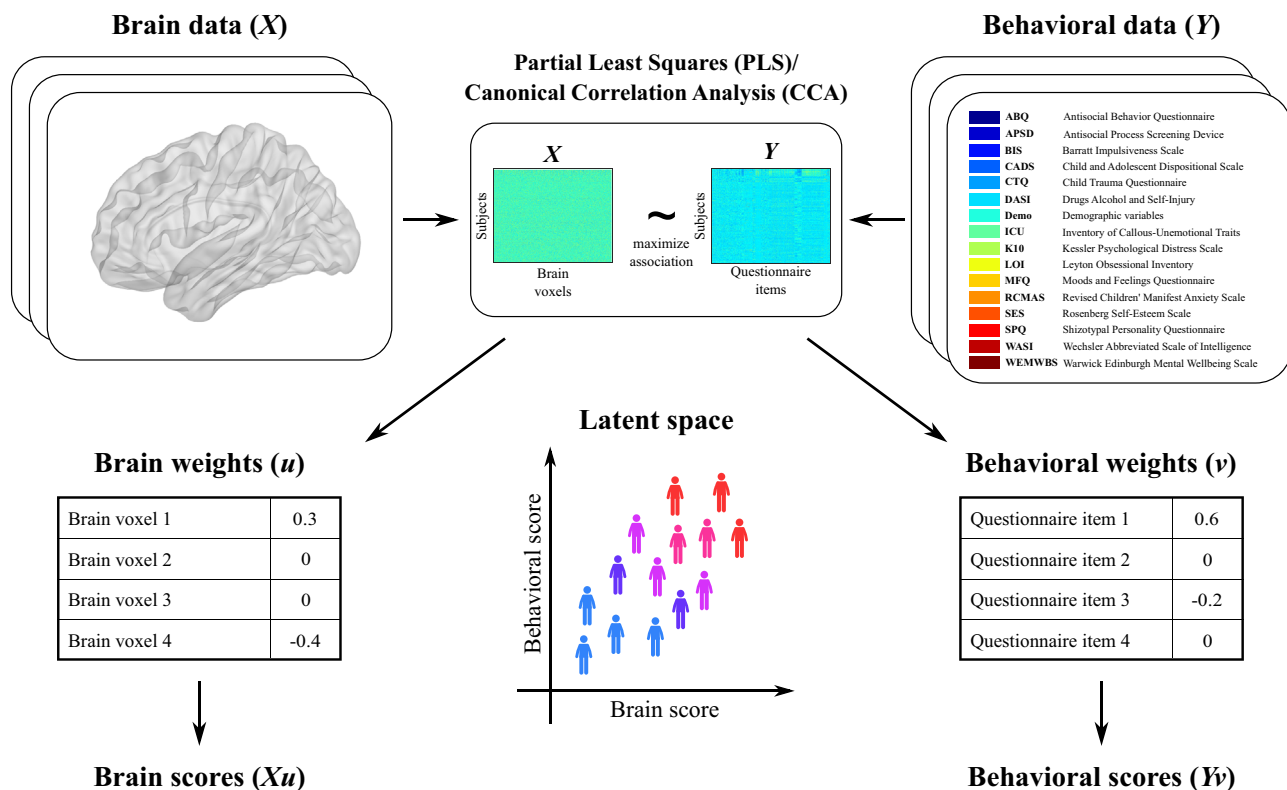 Brain data (X)
Partial Least Squares (PLS)/
Canonical Correlation Analysis (CCA)
X
Subjects
Brain
voxels
~
maximize
association
Y
Subjects
Questionnaire
items
Behavioral data (Y)
ABQ Antisocial Behavior Questionnaire
APSD Antisocial Process Screening Device
BIS Barratt Impulsiveness Scale
CADS Child and Adolescent Dispositional Scale
CTQ Child Trauma Questionnaire
DASI Drugs Alcohol and Self-Injury
Demo Demographic variables
ICU Inventory of Callous-Unemotional Traits
K10 Kessler Psychological Distress Scale
LOI Leyton Obsessional Inventory
MFQ Moods and Feelings Questionnaire
RCMAS Revised Children' Manifest Anxiety Scale
SES Rosenberg Self-Esteem Scale
SPQ Shizotypal Personality Questionnaire
WASI Wechsler Abbreviated Scale of Intelligence
WEMWBS Warwick Edinburgh Mental Wellbeing Scale
Brain weights (u)
Brain voxel 1 0.3
Brain voxel 2 0
Brain voxel 3 0
Brain voxel 4 -0.4
Brain scores (Xu)
Latent space
Behavioral score
Brain score
Behavioral weights (v)
Questionnaire item 1 0.6
Questionnaire item 2 0
Questionnaire item 3 -0.2
Questionnaire item 4 0
Behavioral scores (Yv)